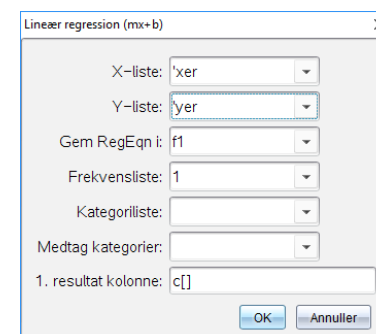 Lineær regression (mx+b)
X-liste: 'xer
Y-liste: 'yer
Gem RegEqn i: f1
Frekvensliste: 1
Kategoriliste:
Medtag kategorier:
1. resultat kolonne: c[]
OK Annuller